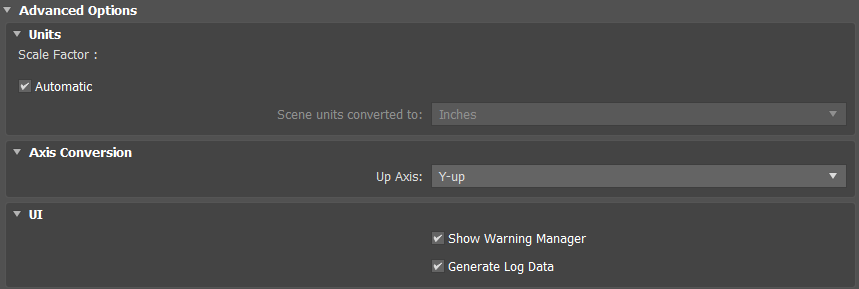 Advanced Options
Units
Scale Factor :
Automatic
Scene units converted to: Inches
Axis Conversion
Up Axis: Y-up
UI
Show Warning Manager
Generate Log Data